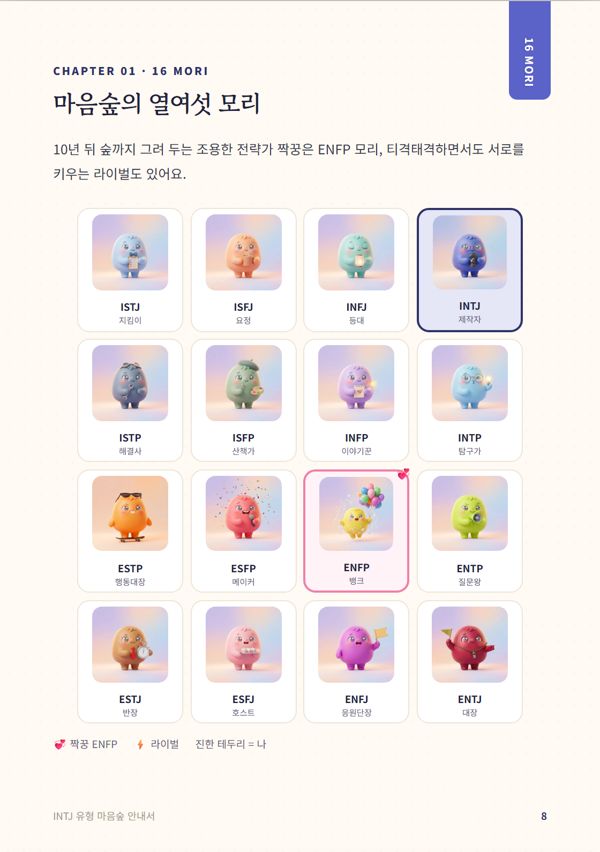 16 MORI
CHAPTER 01 · 16 MORI
마음숲의 열여섯 모리
10년 뒤 숲까지 그려 두는 조용한 전략가 짝꿍은 ENFP 모리, 티격태격하면서도 서로를
키우는 라이벌도 있어요.
ISTJ
지킴이
ISFJ
요정
INFJ
등대
INTJ
제작자
ISTP
해결사
ISFP
산책가
INFP
이야기꾼
INTP
탐구가
ESTP
행동대장
ESFP
메이커
ENFP
뱅크
ENTP
질문왕
ESTJ
반장
ESFJ
호스트
ENFJ
응원단장
ENTJ
대장
짝꿍 ENFP 라이벌 진한 테두리 = 나
INTJ 유형 마음숲 안내서
8